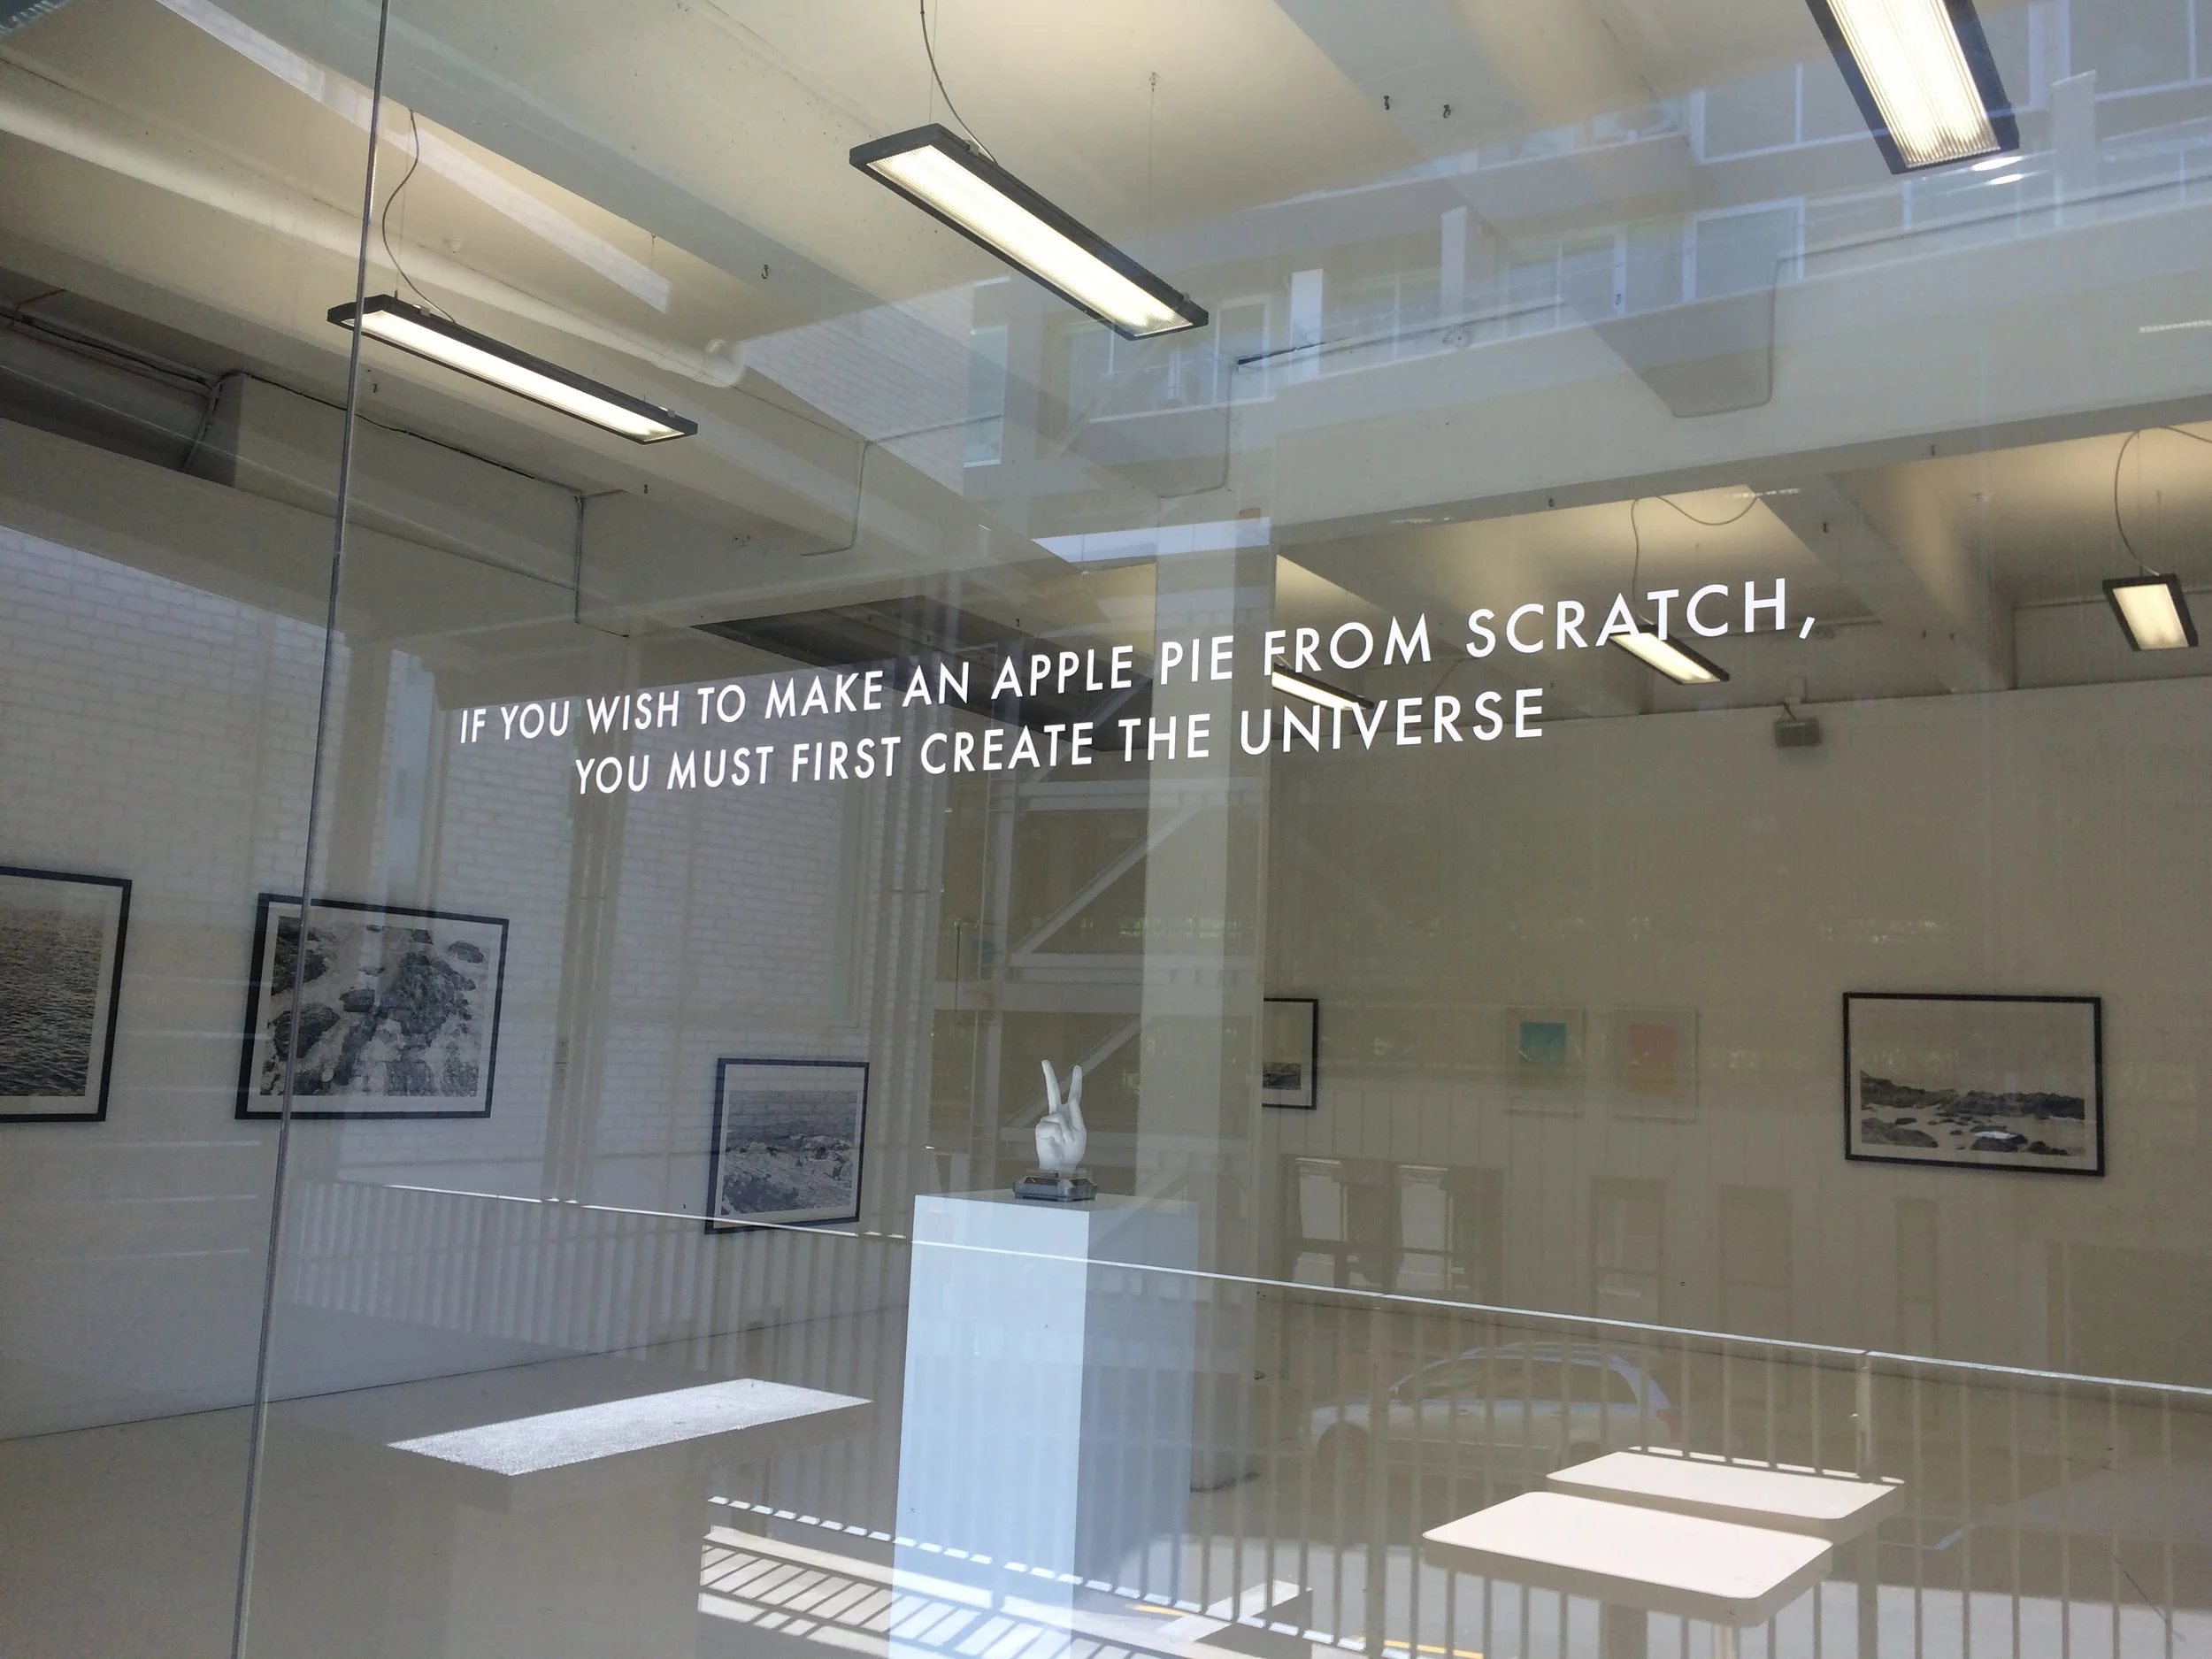 IF YOU WISH TO MAKE AN APPLE PIE FROM SCRATCH,
YOU MUST FIRST CREATE THE UNIVERSE